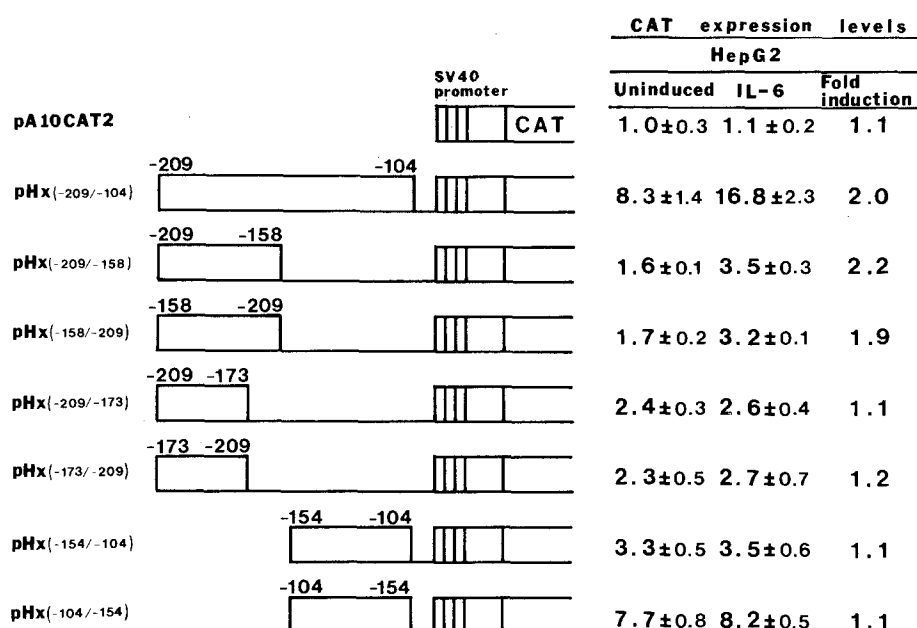 CAT expression levels
HepG2
SV40 promoter
Uninduced IL-6 Fold induction
pA10CAT2 CAT 1.0±0.3 1.1±0.2 1.1
-209 -104
pHx(-209/-104) 8.3±1.4 16.8±2.3 2.0
-209 -158
pHx(-209/-158) 1.6±0.1 3.5±0.3 2.2
-158 -209
pHx(-158/-209) 1.7±0.2 3.2±0.1 1.9
-209 -173
pHx(-209/-173) 2.4±0.3 2.6±0.4 1.1
-173 -209
pHx(-173/-209) 2.3±0.5 2.7±0.7 1.2
-154 -104
pHx(-154/-104) 3.3±0.5 3.5±0.6 1.1
-104 -154
pHx(-104/-154) 7.7±0.8 8.2±0.5 1.1